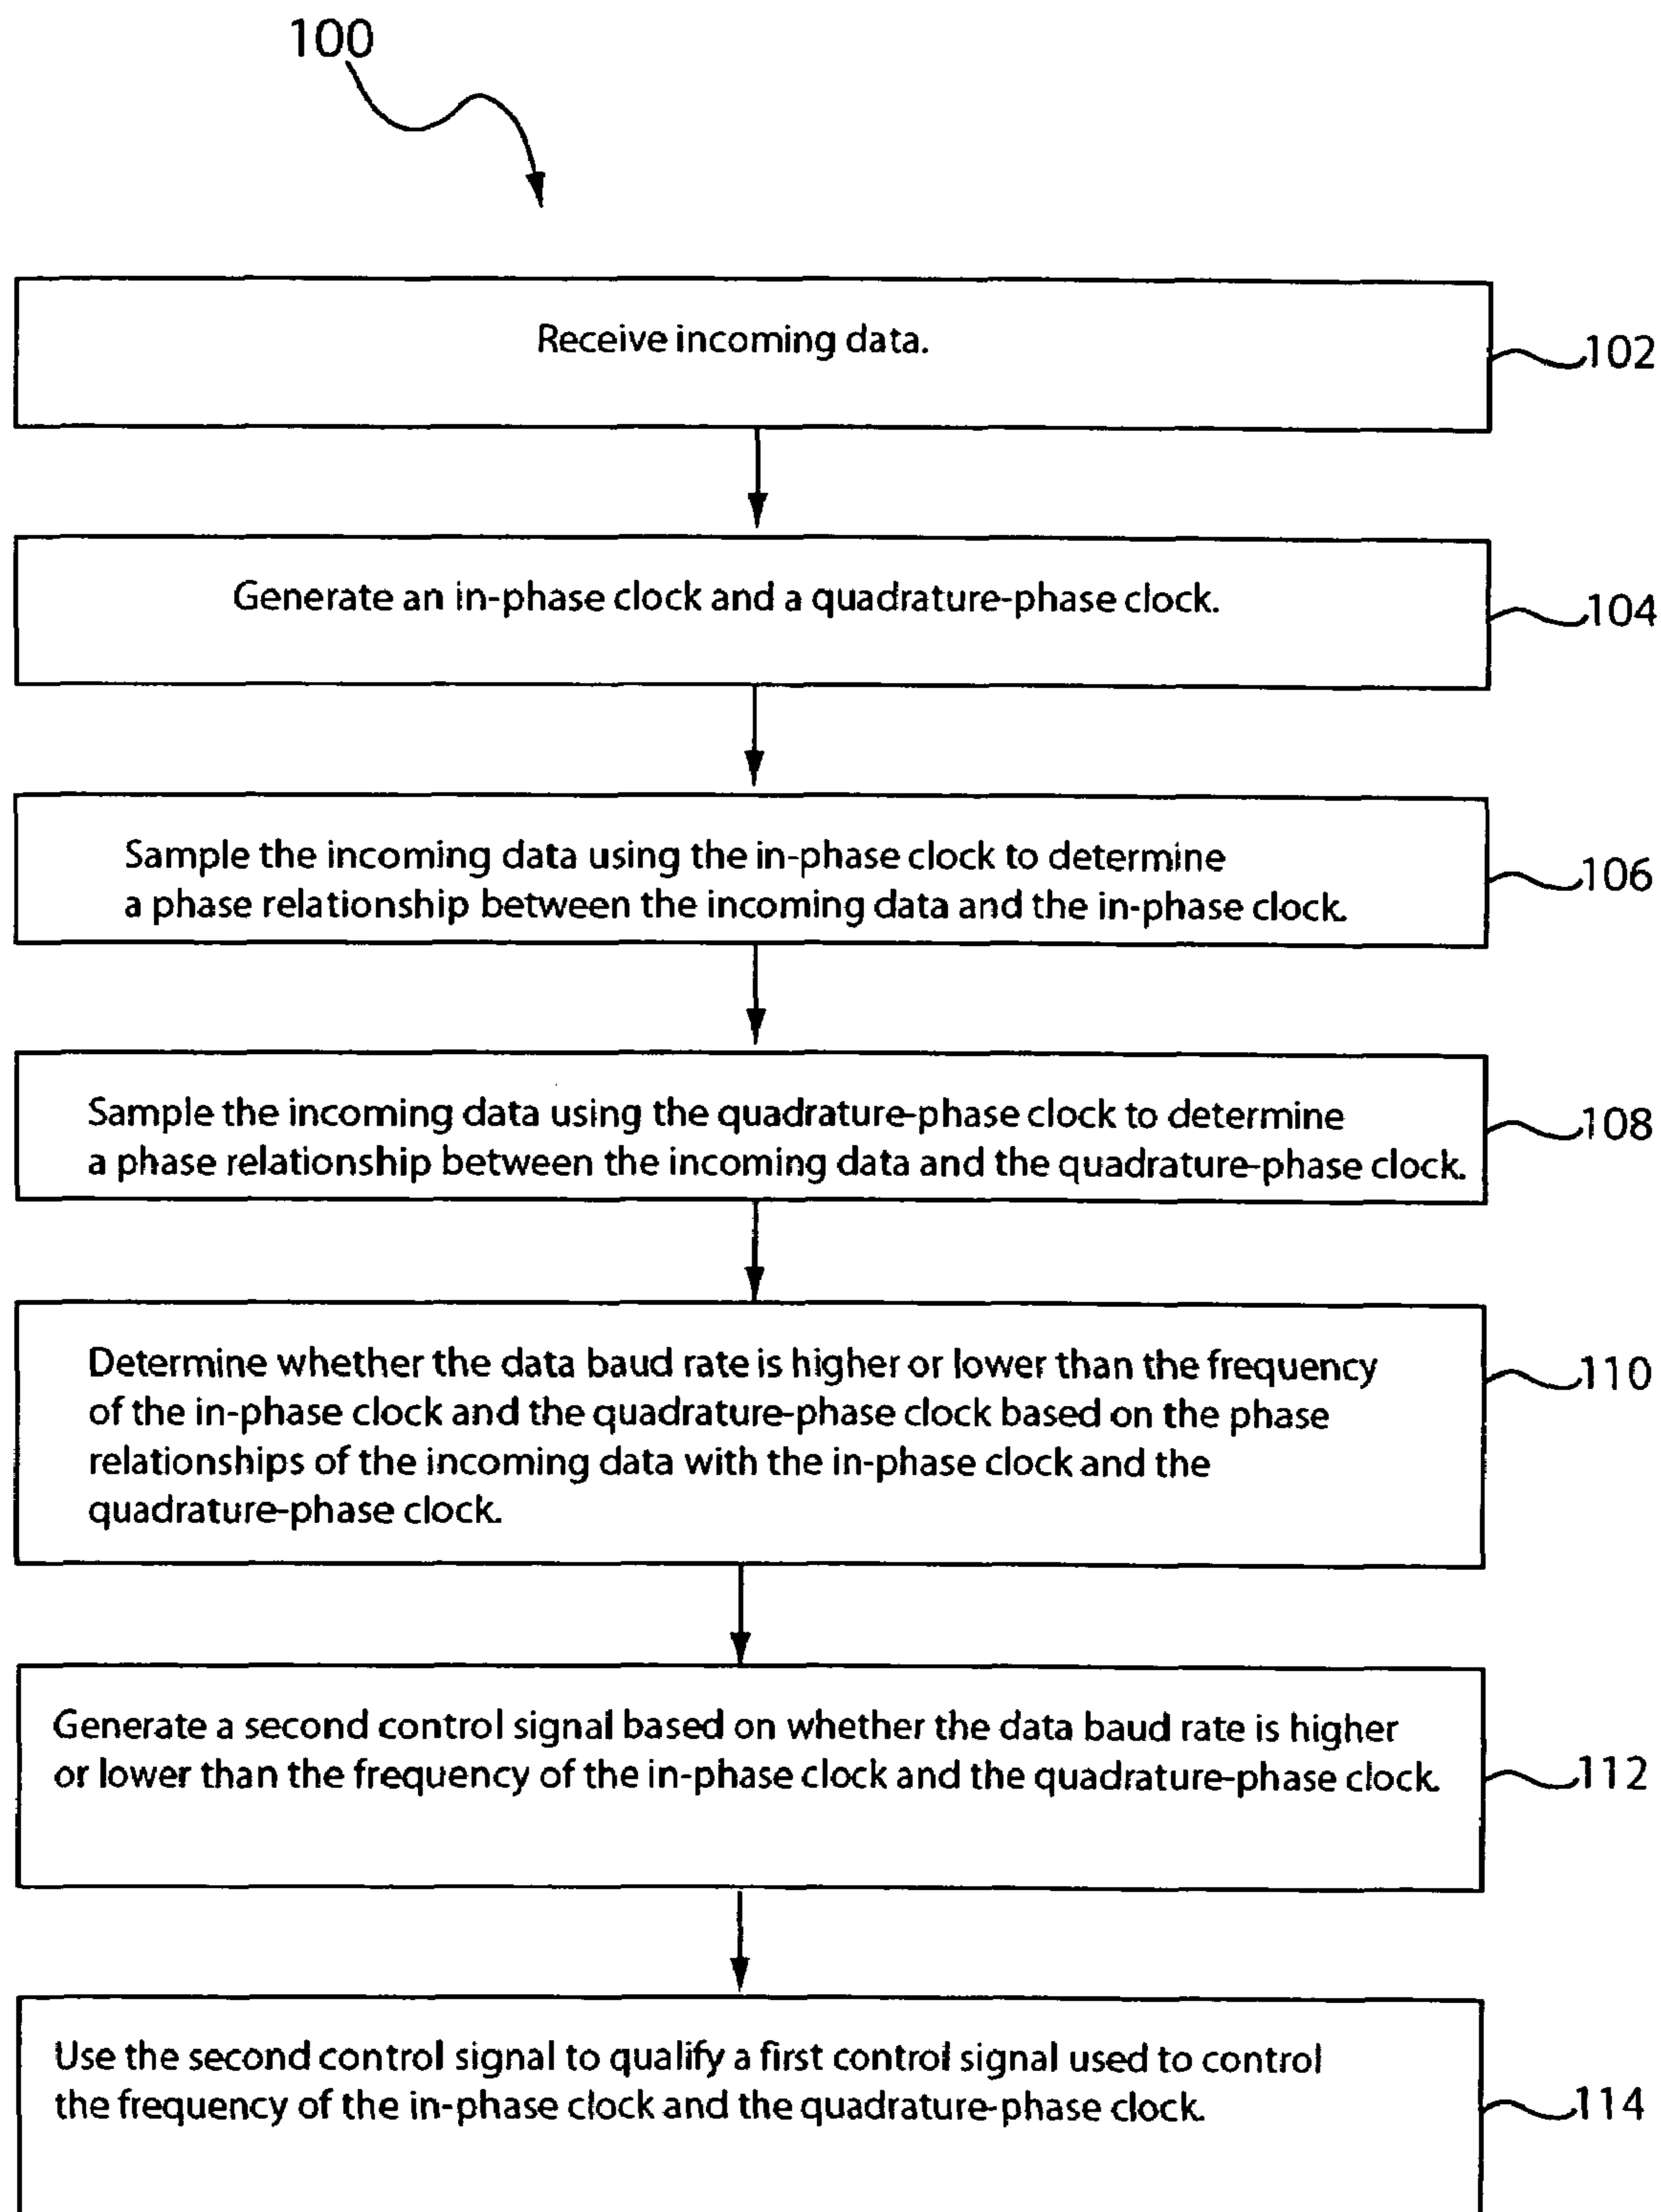 100
Receive incoming data.
102
Generate an in-phase clock and a quadrature-phase clock.
104
Sample the incoming data using the in-phase clock to determine
a phase relationship between the incoming data and the in-phase clock.
106
Sample the incoming data using the quadrature-phase clock to determine
a phase relationship between the incoming data and the quadrature-phase clock.
108
Determine whether the data baud rate is higher or lower than the frequency
of the in-phase clock and the quadrature-phase clock based on the phase
relationships of the incoming data with the in-phase clock and the
quadrature-phase clock.
110
Generate a second control signal based on whether the data baud rate is higher
or lower than the frequency of the in-phase clock and the quadrature-phase clock.
112
Use the second control signal to qualify a first control signal used to control
the frequency of the in-phase clock and the quadrature-phase clock.
114